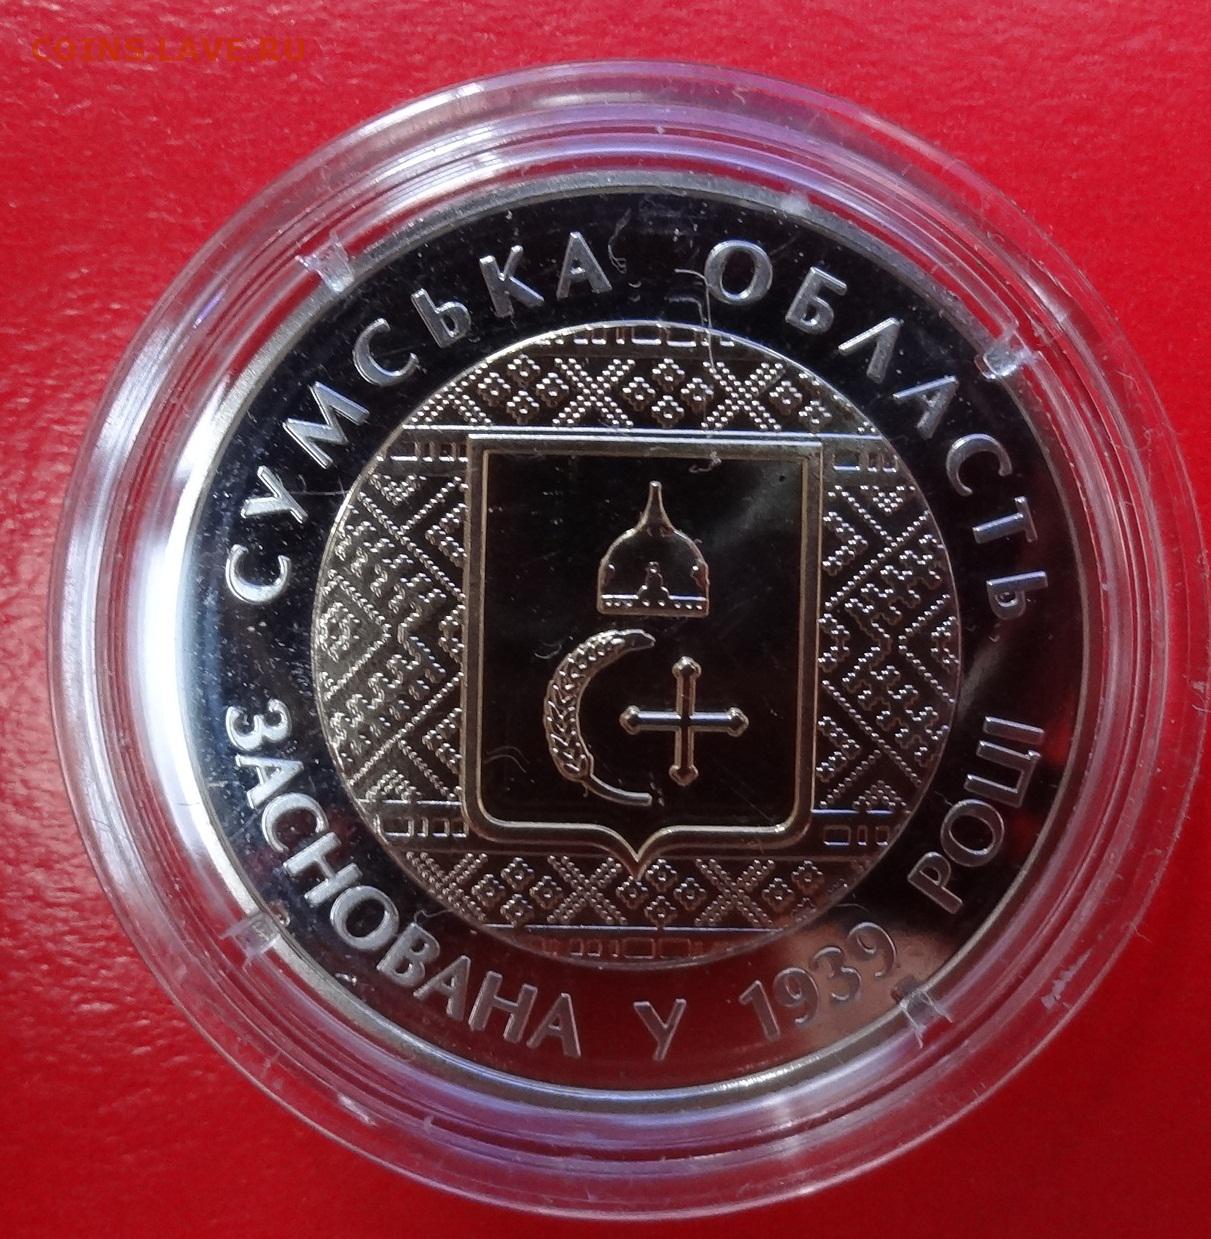 COINS.LAVE.RU
СУМСЬКА ОБЛАСТЬ
ЗАСНОВАНА У 1939 РОЦІ